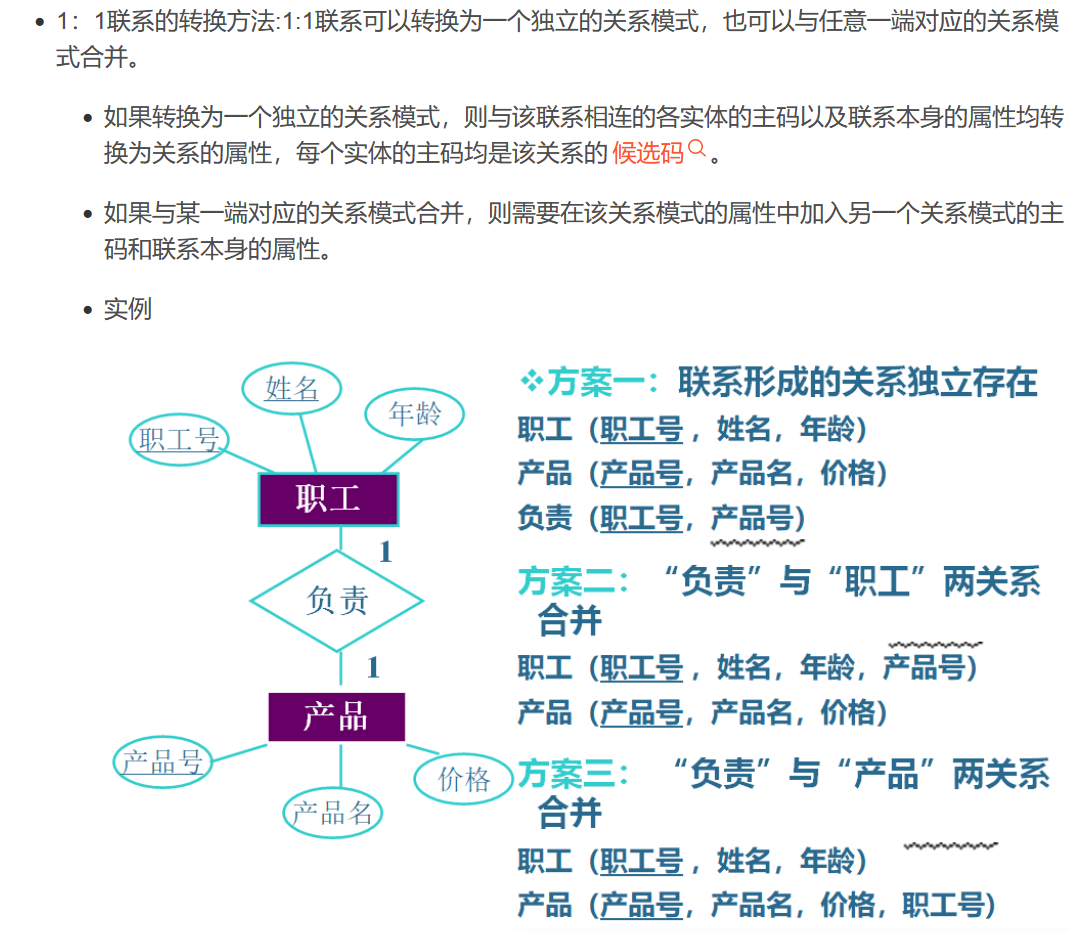 1：1联系的转换方法:1:1联系可以转换为一个独立的关系模式，也可以与任意一端对应的关系模
式合并。
如果转换为一个独立的关系模式，则与该联系相连的各实体的主码以及联系本身的属性均转
换为关系的属性，每个实体的主码均是该关系的 候选码 。
如果与某一端对应的关系模式合并，则需要在该关系模式的属性中加入另一个关系模式的主
码和联系本身的属性。
实例
姓名
年龄
职工号
职工
1
负责
1
产品
产品号
价格
产品名
❖方案一：联系形成的关系独立存在
职工（职工号 ，姓名，年龄）
产品（产品号，产品名，价格）
负责（职工号，产品号）
方案二：“负责”与“职工”两关系
合并
职工（职工号 ，姓名，年龄，产品号）
产品（产品号，产品名，价格）
方案三：“负责”与“产品”两关系
合并
职工（职工号 ，姓名，年龄）
产品（产品号，产品名，价格，职工号）